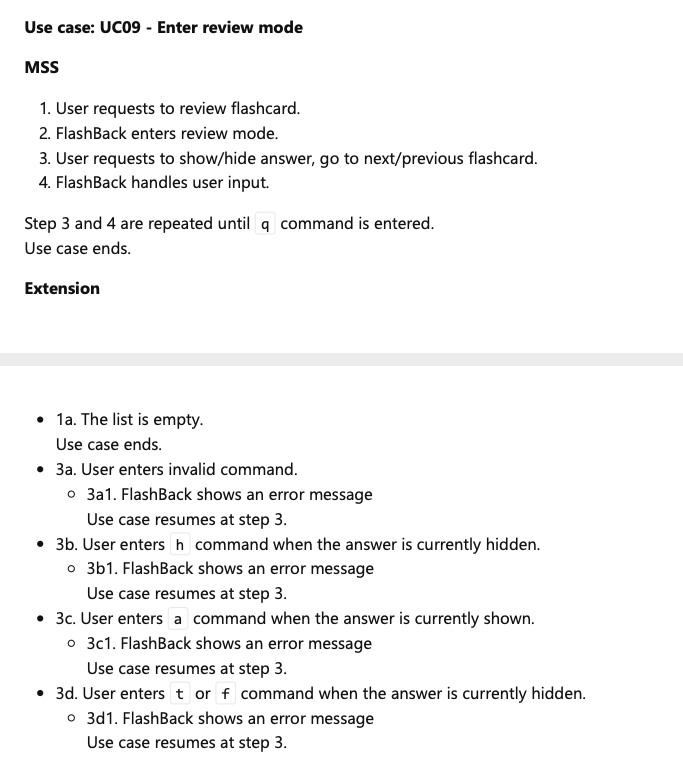 Use case: UC09 - Enter review mode
MSS
1. User requests to review flashcard.
2. FlashBack enters review mode.
3. User requests to show/hide answer, go to next/previous flashcard.
4. FlashBack handles user input.
Step 3 and 4 are repeated until q command is entered.
Use case ends.
Extension
• 1a. The list is empty.
Use case ends.
• 3a. User enters invalid command.
○ 3a1. FlashBack shows an error message
Use case resumes at step 3.
• 3b. User enters h command when the answer is currently hidden.
○ 3b1. FlashBack shows an error message
Use case resumes at step 3.
• 3c. User enters a command when the answer is currently shown.
○ 3c1. FlashBack shows an error message
Use case resumes at step 3.
• 3d. User enters t or f command when the answer is currently hidden.
○ 3d1. FlashBack shows an error message
Use case resumes at step 3.